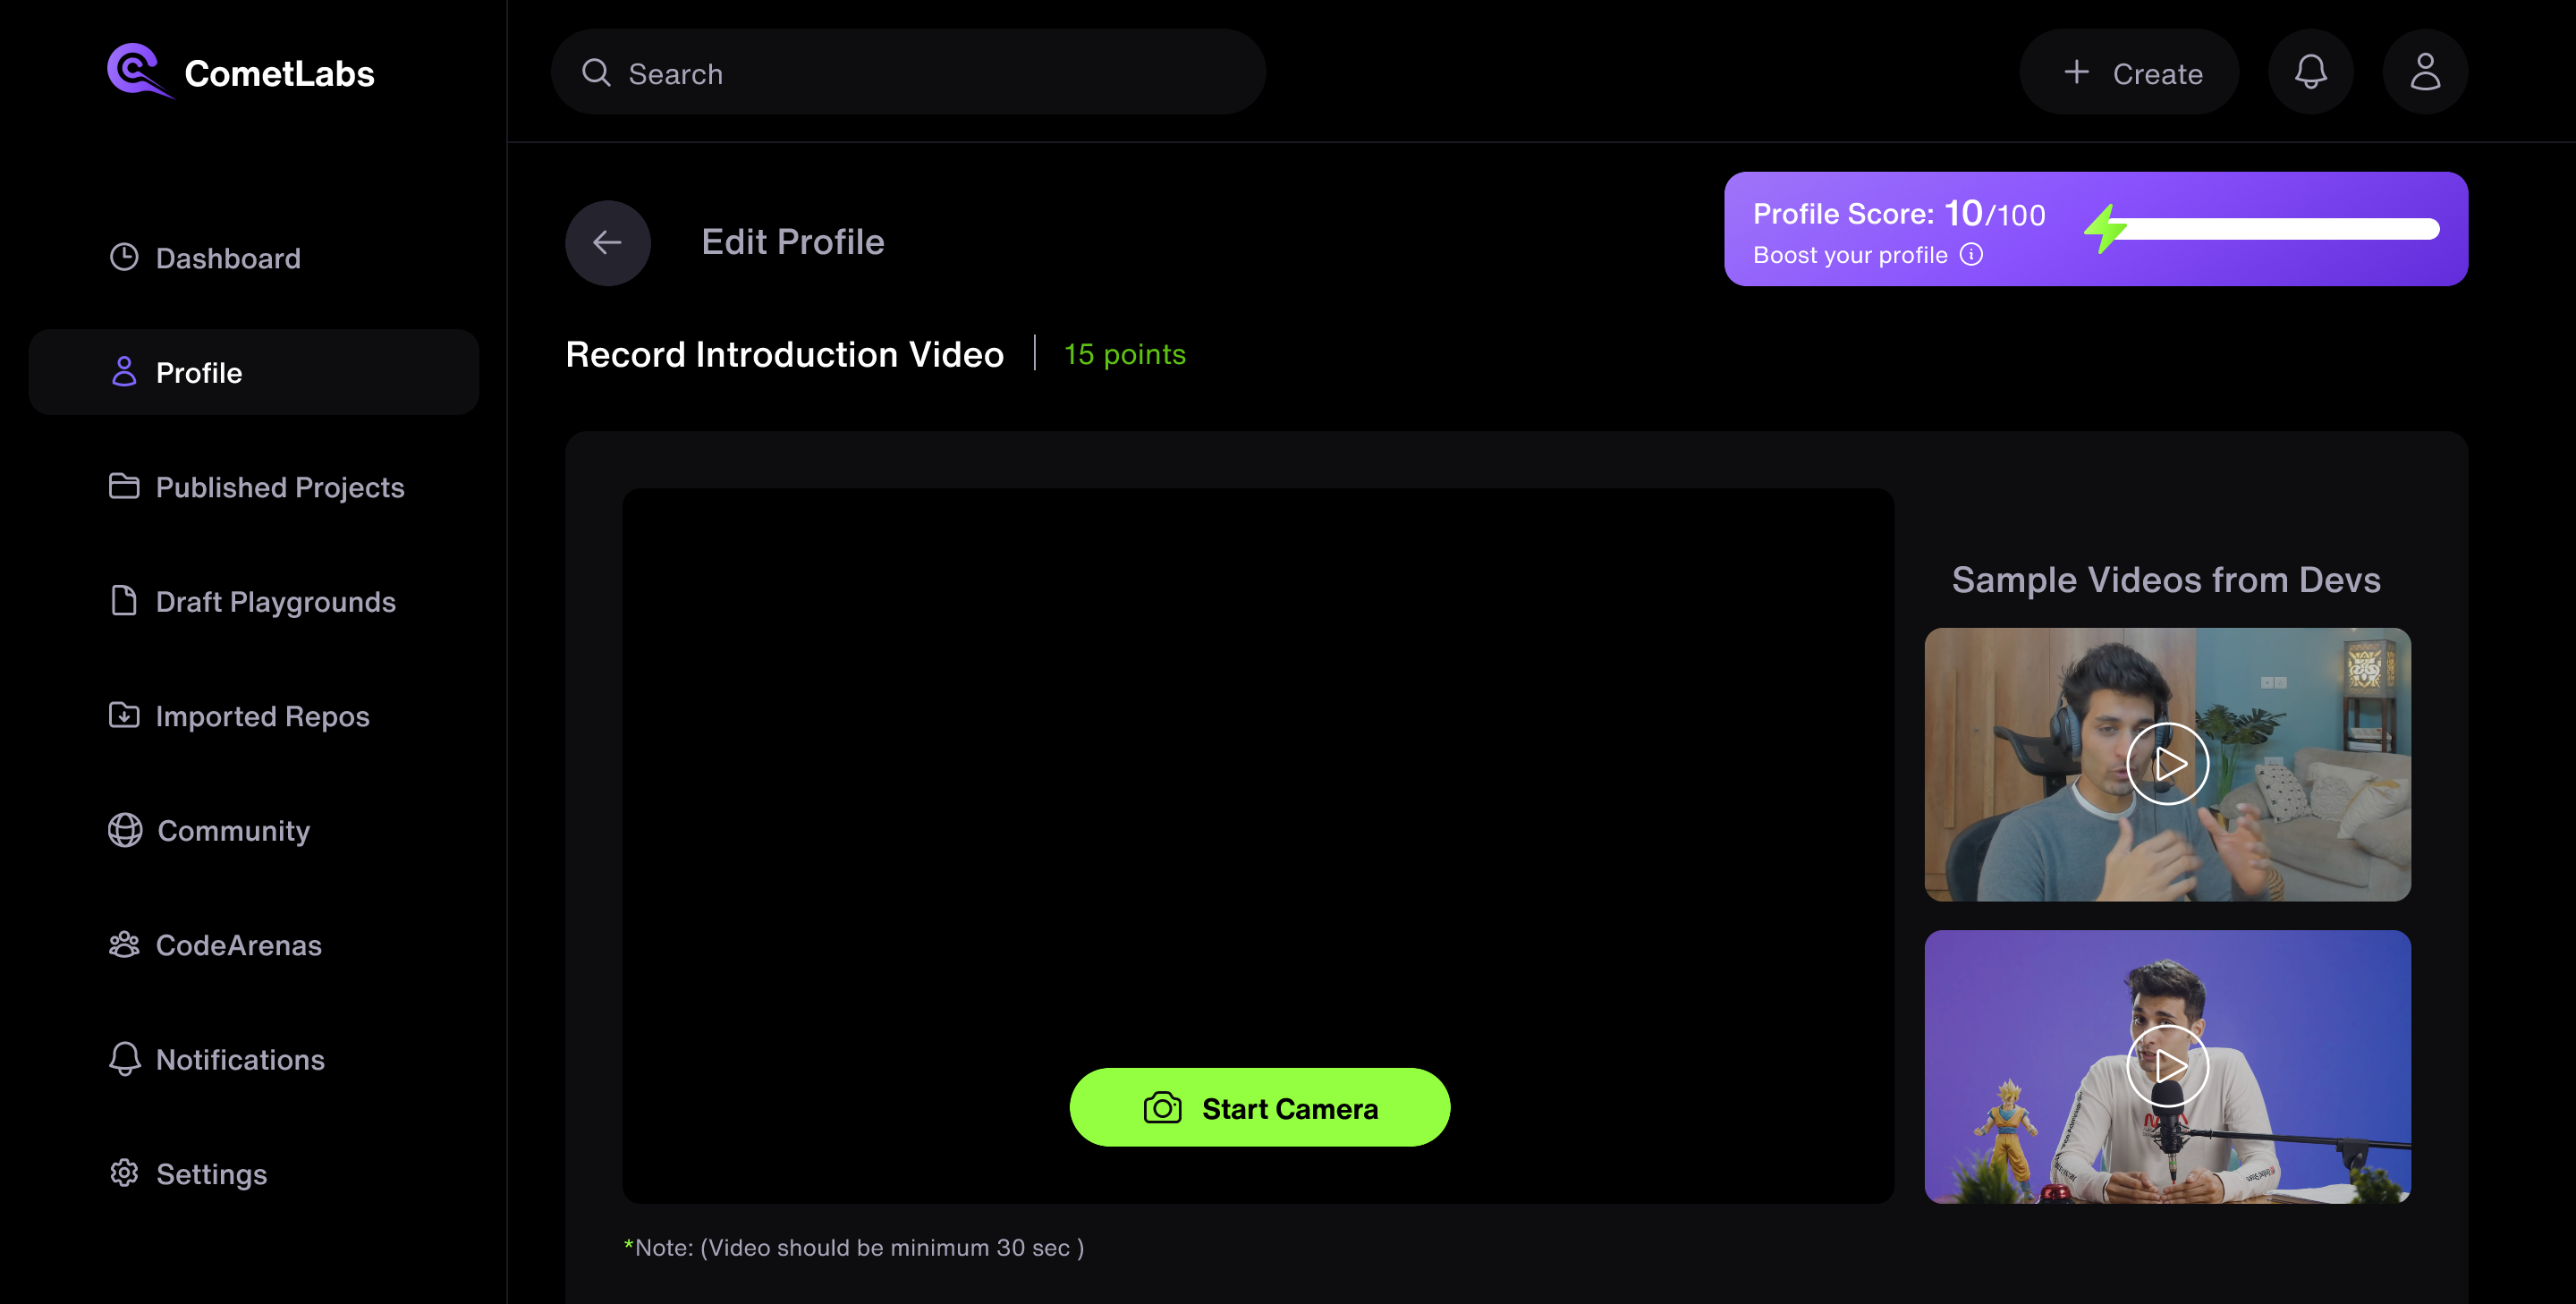 CometLabs
Search
Create
Dashboard
Profile
Published Projects
Draft Playgrounds
Imported Repos
Community
CodeArenas
Notifications
Settings
Edit Profile
Profile Score: 10/100
Boost your profile
Record Introduction Video
15 points
Sample Videos from Devs
Start Camera
*Note: (Video should be minimum 30 sec )